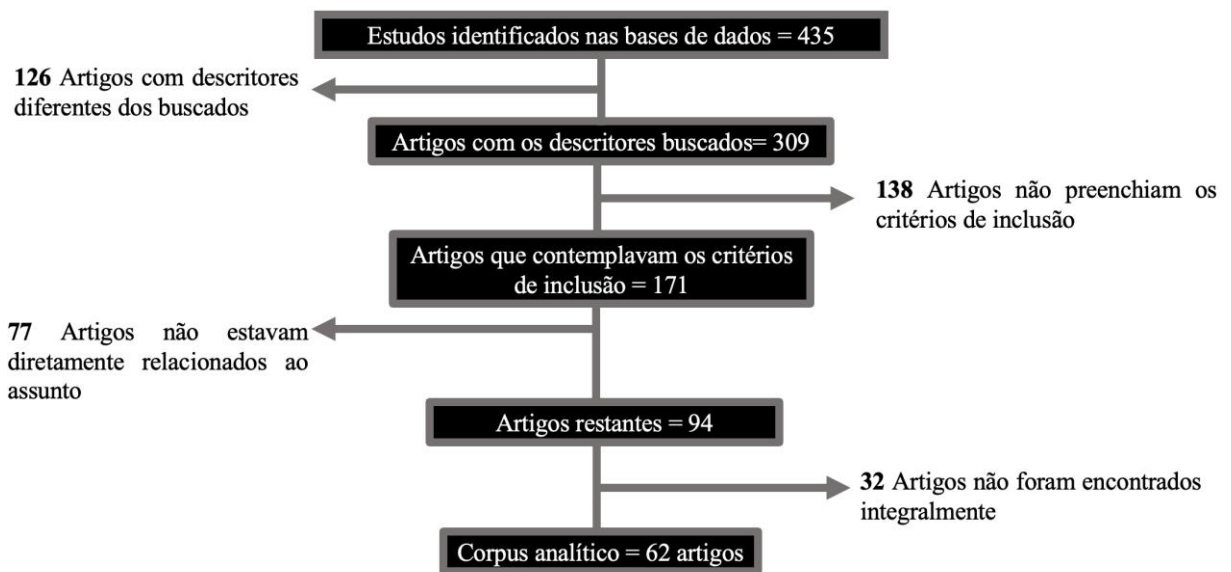 Estudos identificados nas bases de dados = 435
126 Artigos com descritores
diferentes dos buscados
Artigos com os descritores buscados= 309
138 Artigos não preenchiam os
critérios de inclusão
Artigos que contemplavam os critérios
de inclusão = 171
77 Artigos não estavam
diretamente relacionados ao
assunto
Artigos restantes = 94
32 Artigos não foram encontrados
integralmente
Corpus analítico = 62 artigos